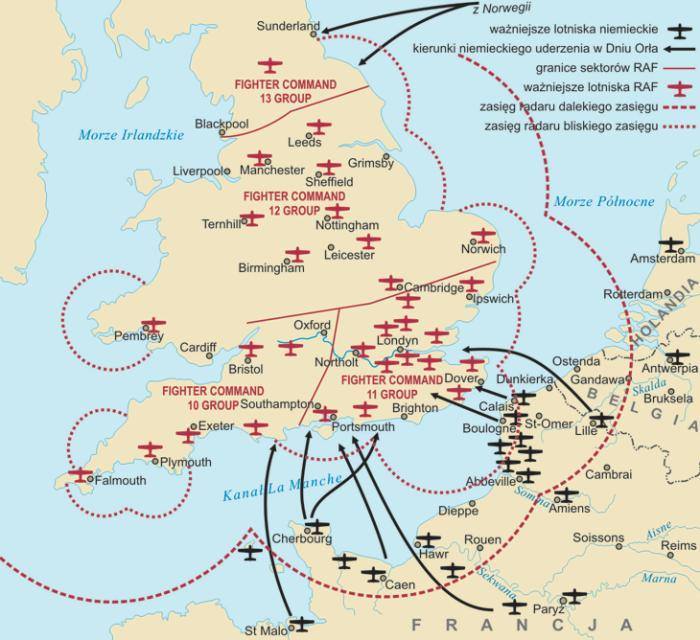 Sunderland
z Norwegii
ważniejsze lotniska niemieckie
kierunki niemieckiego uderzenia w Dniu Orła
granice sektorów RAF
ważniejsze lotniska RAF
zasięg radaru dalekiego zasięgu
zasięg radaru bliskiego zasięgu
FIGHTER COMMAND
13 GROUP
Blackpool
Morze Irlandzkie
Leeds
Liverpool
Manchester
Grimsby
Sheffield
FIGHTER COMMAND
12 GROUP
Morze Północne
Ternhill
Nottingham
Norwich
Leicester
Birmingham
Amsterdam
Cambridge
Ipswich
Rotterdam
HOLANDIA
Pembrey
Oxford
Cardiff
Londyn
Bristol
Northolt
Ostenda
Antwerpia
Dover
Dunkierka
Gandawa
Skalda
FIGHTER COMMAND
11 GROUP
FIGHTER COMMAND
10 GROUP
Bruksela
BELGIA
Southampton
Calais
Brighton
Exeter
Portsmouth
Boulogne
St-Omer
Lille
Plymouth
Falmouth
Cambrai
Abbeville
Kanał La Manche
Somma
Amiens
Dieppe
Cherbourg
Hawr
Rouen
Soissons
Aisne
Reims
Caen
Sekwana
Marna
St Malo
Paryż
FRANCJA